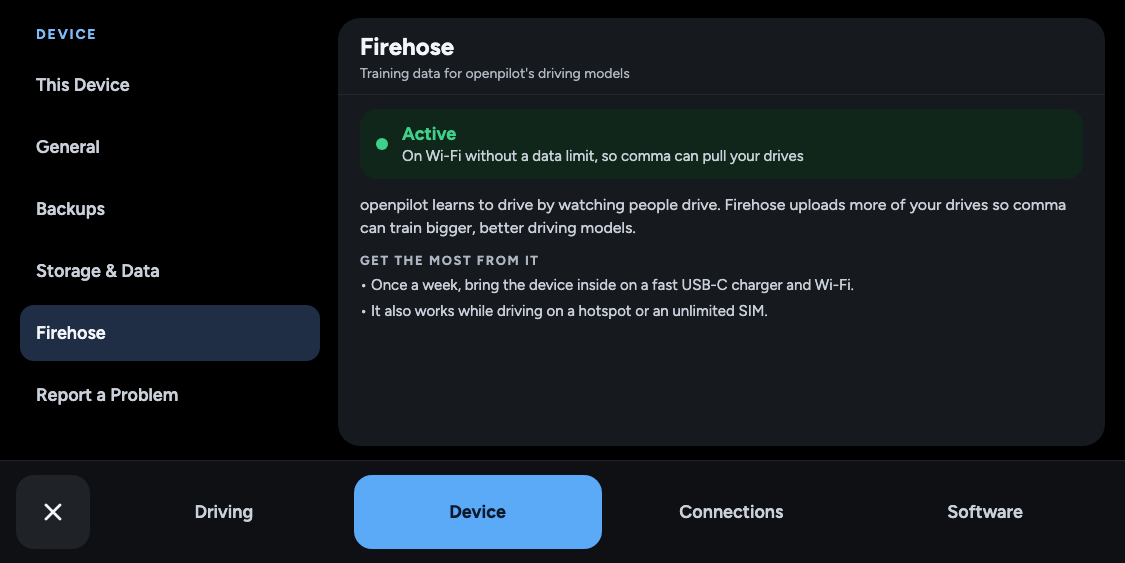 DEVICE
This Device
General
Backups
Storage & Data
Firehose
Report a Problem
Firehose
Training data for openpilot's driving models
Active
On Wi-Fi without a data limit, so comma can pull your drives
openpilot learns to drive by watching people drive. Firehose uploads more of your drives so comma
can train bigger, better driving models.
GET THE MOST FROM IT
• Once a week, bring the device inside on a fast USB-C charger and Wi-Fi.
• It also works while driving on a hotspot or an unlimited SIM.
Driving
Device
Connections
Software